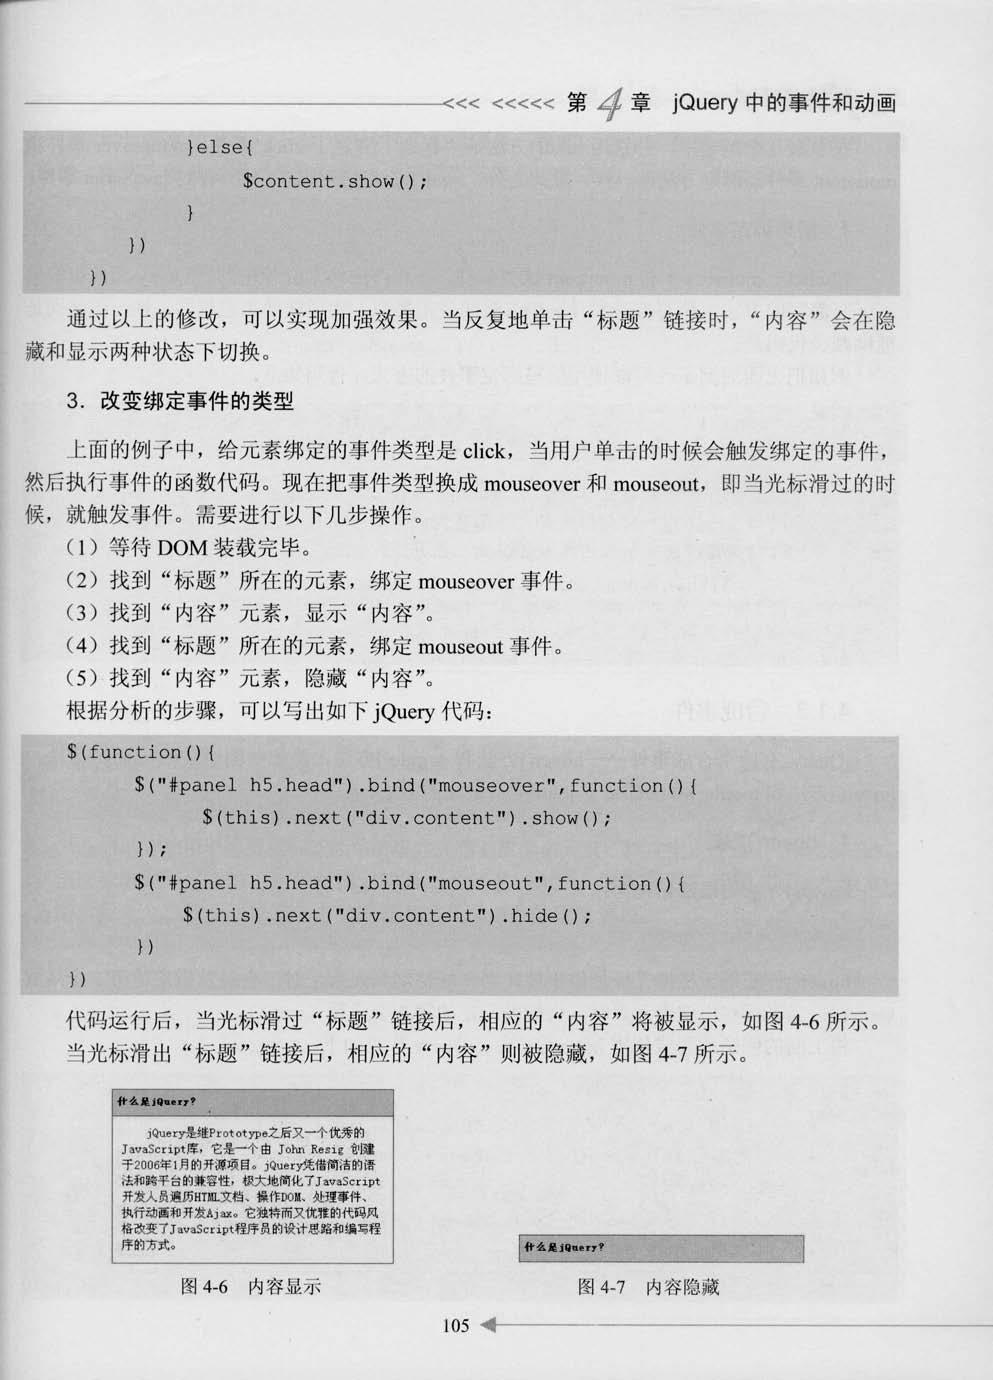 <<< <<<<< 第4章 jQuery 中的事件和动画
}else{
$content.show();
}
})
})
通过以上的修改，可以实现加强效果。当反复地单击“标题”链接时，“内容”会在隐
藏和显示两种状态下切换。
3．改变绑定事件的类型
上面的例子中，给元素绑定的事件类型是 click，当用户单击的时候会触发绑定的事件，
然后执行事件的函数代码。现在把事件类型换成 mouseover 和 mouseout，即当光标滑过的时
候，就触发事件。需要进行以下几步操作。
（1）等待 DOM 装载完毕。
（2）找到“标题”所在的元素，绑定 mouseover 事件。
（3）找到“内容”元素，显示“内容”。
（4）找到“标题”所在的元素，绑定 mouseout 事件。
（5）找到“内容”元素，隐藏“内容”。
根据分析的步骤，可以写出如下 jQuery 代码：
$(function(){
$("#panel h5.head").bind("mouseover",function(){
$(this).next("div.content").show();
});
$("#panel h5.head").bind("mouseout",function(){
$(this).next("div.content").hide();
})
})
代码运行后，当光标滑过“标题”链接后，相应的“内容”将被显示，如图 4-6 所示。
当光标滑出“标题”链接后，相应的“内容”则被隐藏，如图 4-7 所示。
什么是jQuery?
jQuery是继Prototype之后又一个优秀的
JavaScript库，它是一个由 John Resig 创建
于2006年1月的开源项目。jQuery凭借简洁的语
法和跨平台的兼容性，极大地简化了JavaScript
开发人员遍历HTML文档、操作DOM、处理事件、
执行动画和开发Ajax。它独特而又优雅的代码风
格改变了JavaScript程序员的设计思路和编写程
序的方式。
什么是jQuery?
图 4-6 内容显示
图 4-7 内容隐藏
105